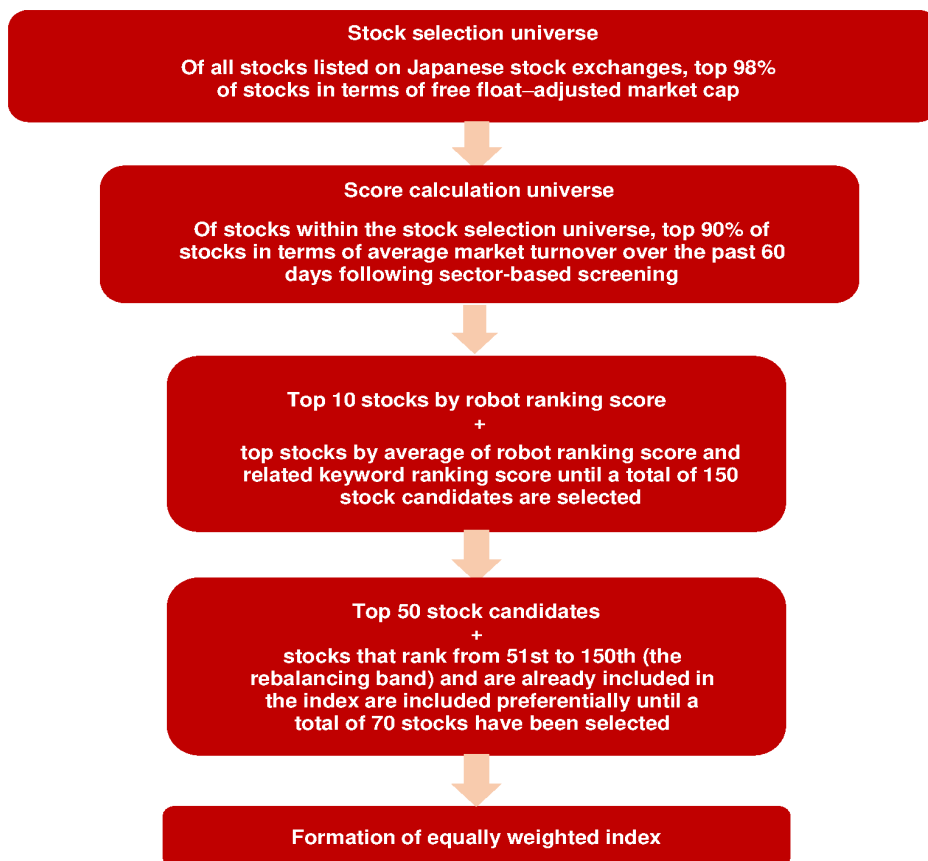 Stock selection universe
Of all stocks listed on Japanese stock exchanges, top 98%
of stocks in terms of free float–adjusted market cap
Score calculation universe
Of stocks within the stock selection universe, top 90% of
stocks in terms of average market turnover over the past 60
days following sector-based screening
Top 10 stocks by robot ranking score
+
top stocks by average of robot ranking score and
related keyword ranking score until a total of 150
stock candidates are selected
Top 50 stock candidates
+
stocks that rank from 51st to 150th (the
rebalancing band) and are already included in
the index are included preferentially until a
total of 70 stocks have been selected
Formation of equally weighted index